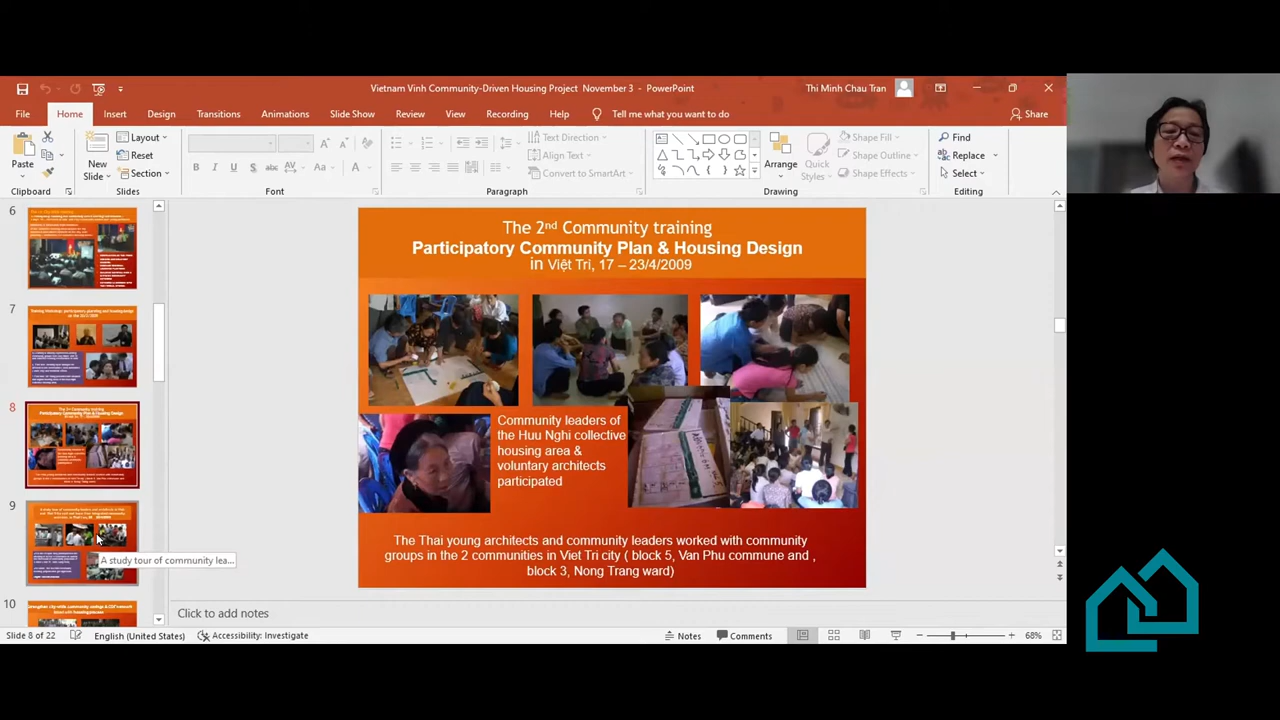 Vietnam Vinh Community-Driven Housing Project November 3 - PowerPoint
Thi Minh Chau Tran
File
Home
Insert
Design
Transitions
Animations
Slide Show
Review
View
Recording
Help
Tell me what you want to do
Share
Paste
Clipboard
New
Slide
Layout
Reset
Section
Slides
Font
Text Direction
Align Text
Convert to SmartArt
Paragraph
Arrange
Quick
Styles
Shape Fill
Shape Outline
Shape Effects
Drawing
Find
Replace
Select
Editing
6
7
8
9
10
A study tour of community lea...
The 2nd Community training
Participatory Community Plan & Housing Design
in Việt Trì, 17 – 23/4/2009
Community leaders of
the Huu Nghi collective
housing area &
voluntary architects
participated
The Thai young architects and community leaders worked with community
groups in the 2 communities in Viet Tri city ( block 5, Van Phu commune and ,
block 3, Nong Trang ward)
Click to add notes
Slide 8 of 22
English (United States)
Accessibility: Investigate
Notes
Comments
68%